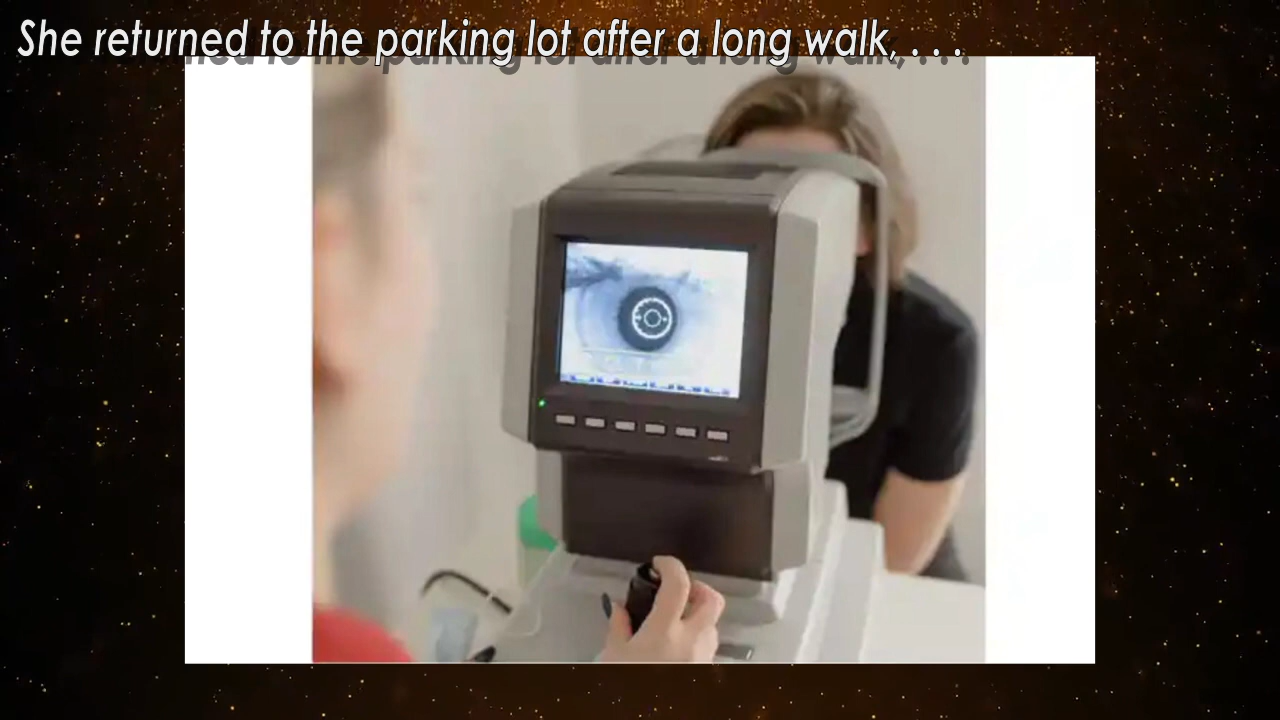 She returned to the parking lot after a long walk, . . .